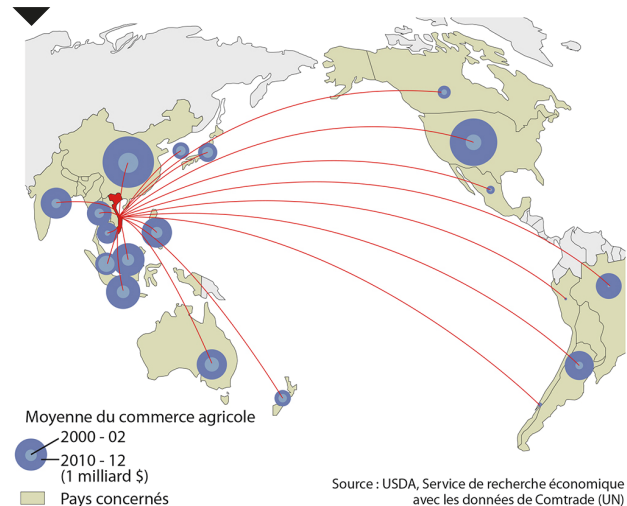 Moyenne du commerce agricole
2000 - 02
2010 - 12
(1 milliard $)
Pays concernés
Source : USDA, Service de recherche économique
avec les données de Comtrade (UN)